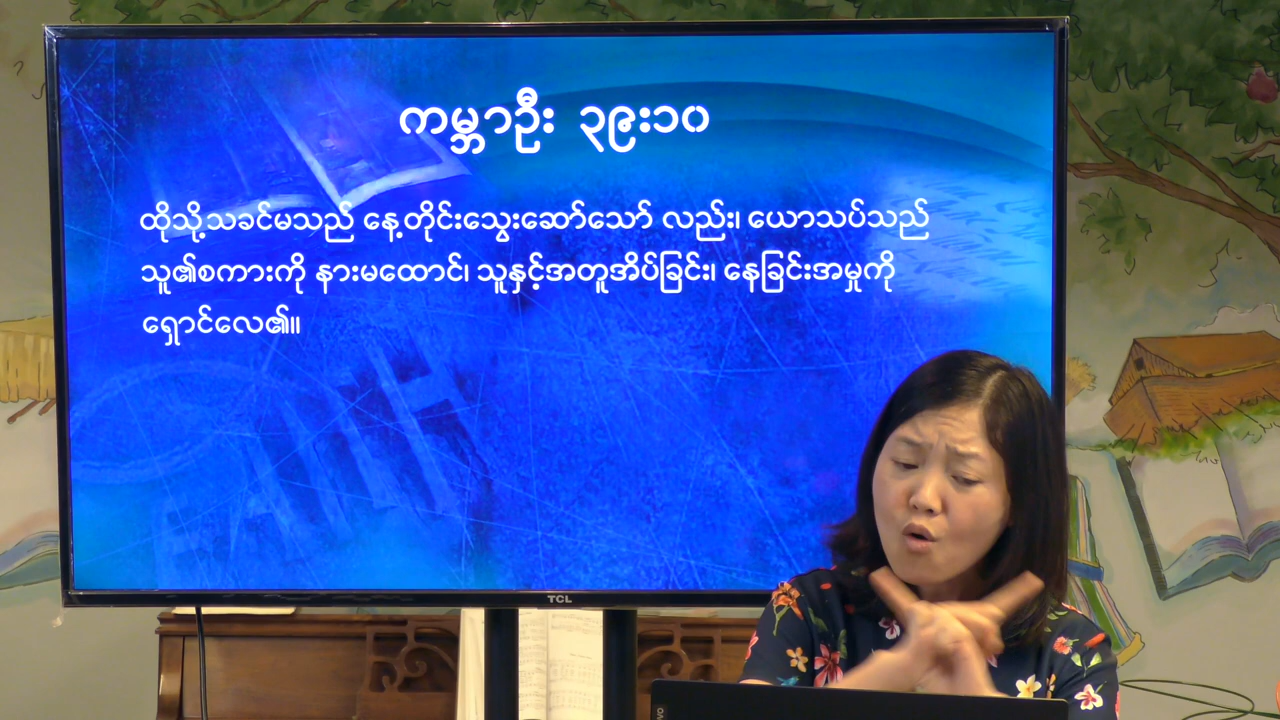 ကမ္ဘာဦး ၃၉း၁၀
ထိုသို့သခင်မသည် နေ့တိုင်းသွေးဆော်သော် လည်း၊ ယောသပ်သည်
သူ၏စကားကို နားမထောင်၊ သူနှင့်အတူအိပ်ခြင်း၊ နေခြင်းအမှုကို
ရှောင်လေ၏။
TCL